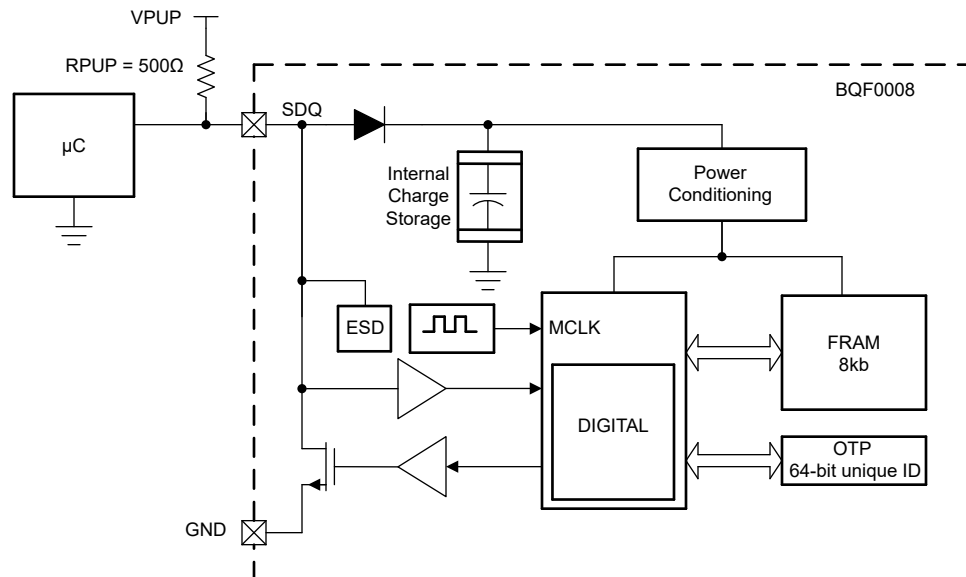 VPUP
RPUP = 500Ω
BQF0008
SDQ
µC
Internal
Charge
Storage
Power
Conditioning
ESD
MCLK
FRAM
8kb
DIGITAL
OTP
64-bit unique ID
GND